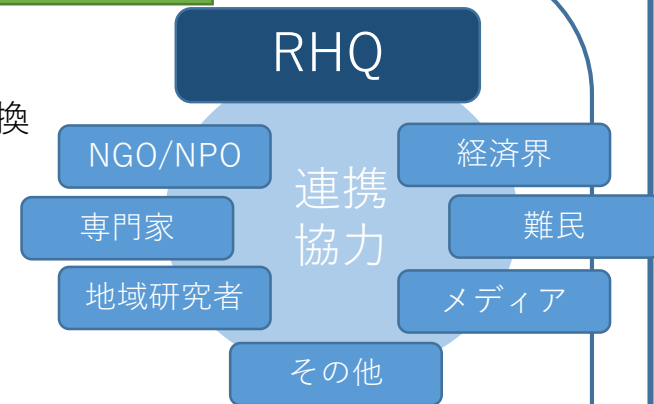 RHQ
換
NGO/NPO
経済界
連携
協力
専門家
難民
地域研究者
メディア
その他